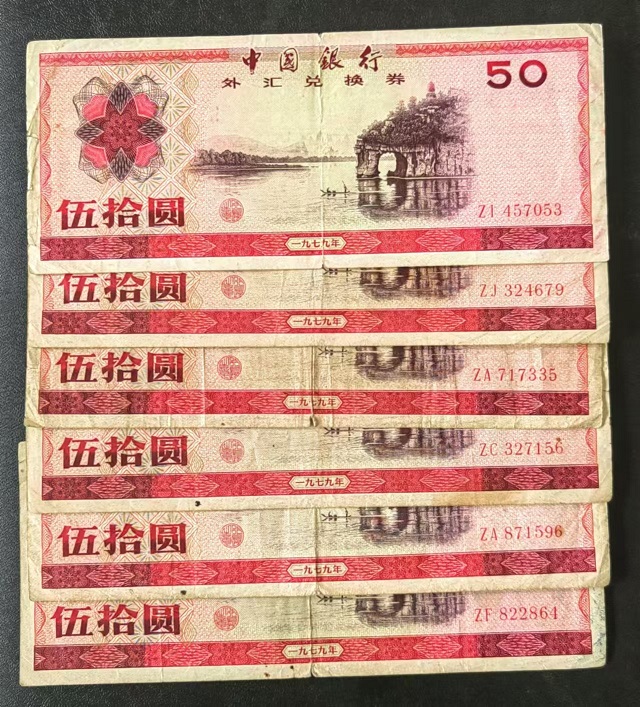 中国银行
外汇兑换券
50
伍拾圆
ZI 457053
一九七九年
伍拾圆
ZJ 324679
一九七九年
伍拾圆
ZA 717335
一九七九年
伍拾圆
ZC 327156
一九七九年
伍拾圆
ZA 871596
一九七九年
伍拾圆
ZF 822864
一九七九年